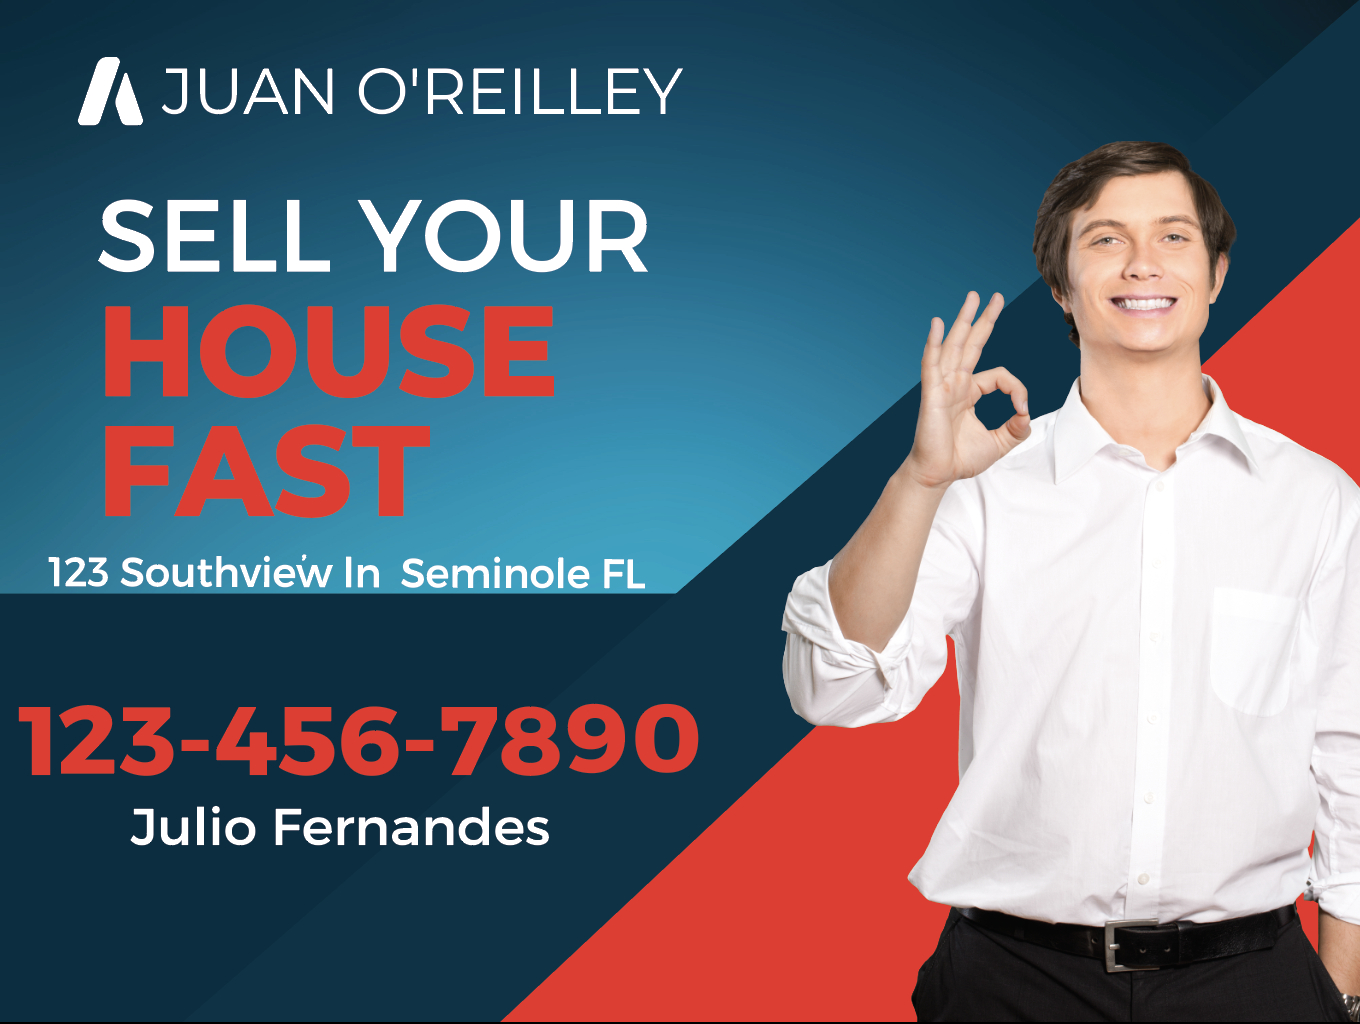 JUAN O'REILLEY
SELL YOUR
HOUSE
FAST
123 Southview ln Seminole FL
123-456-7890
Julio Fernandes